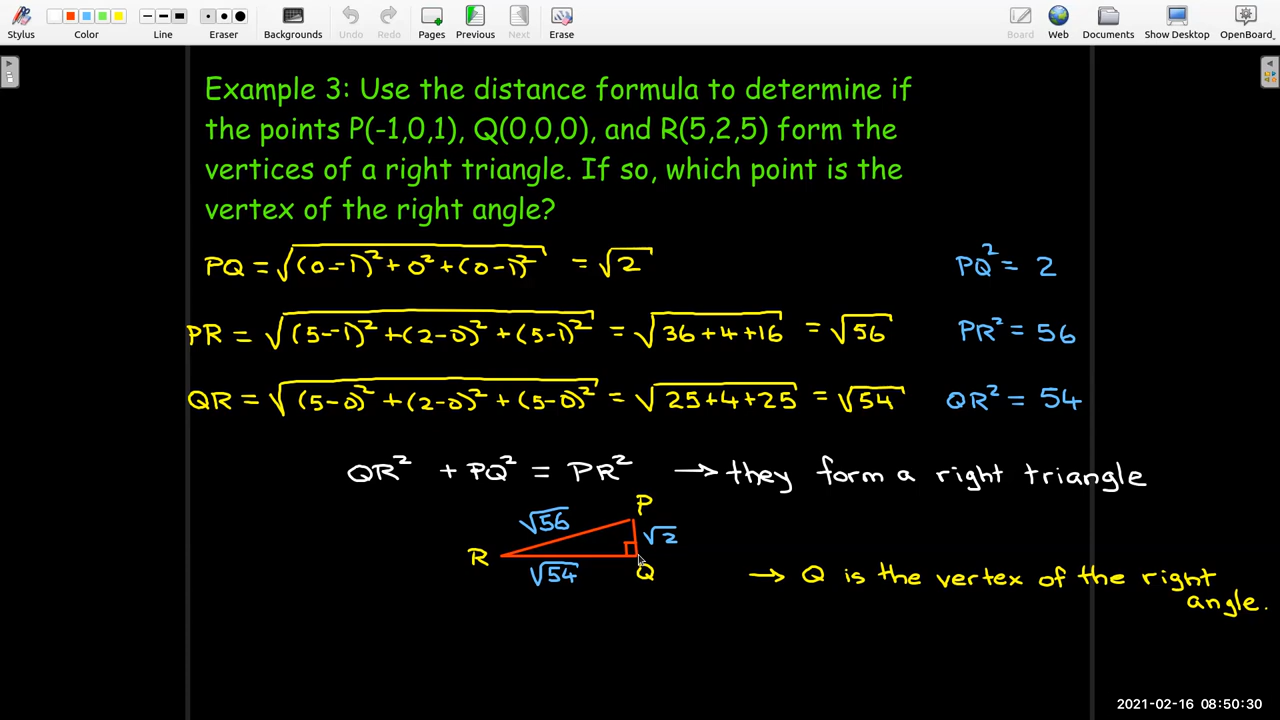 Stylus Color Line Eraser Backgrounds Undo Redo Pages Previous Next Erase Board Web Documents Show Desktop OpenBoard
Example 3: Use the distance formula to determine if
the points P(-1,0,1), Q(0,0,0), and R(5,2,5) form the
vertices of a right triangle. If so, which point is the
vertex of the right angle?
PQ = √((0--1)² + 0² + (0-1)²) = √2 PQ² = 2
PR = √((5--1)² + (2-0)² + (5-1)²) = √(36+4+16) = √56 PR² = 56
QR = √((5-0)² + (2-0)² + (5-0)²) = √(25+4+25) = √54 QR² = 54
QR² + PQ² = PR² → they form a right triangle
P
√56
√2
R
√54
Q
→ Q is the vertex of the right
angle.
2021-02-16 08:50:30